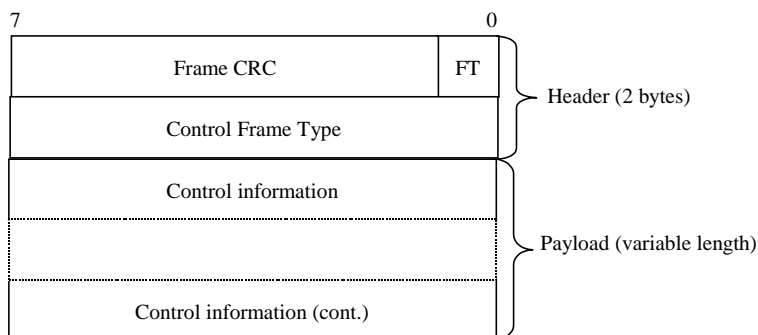 7 0
Frame CRC FT
Header (2 bytes)
Control Frame Type
Control information
Payload (variable length)
Control information (cont.)